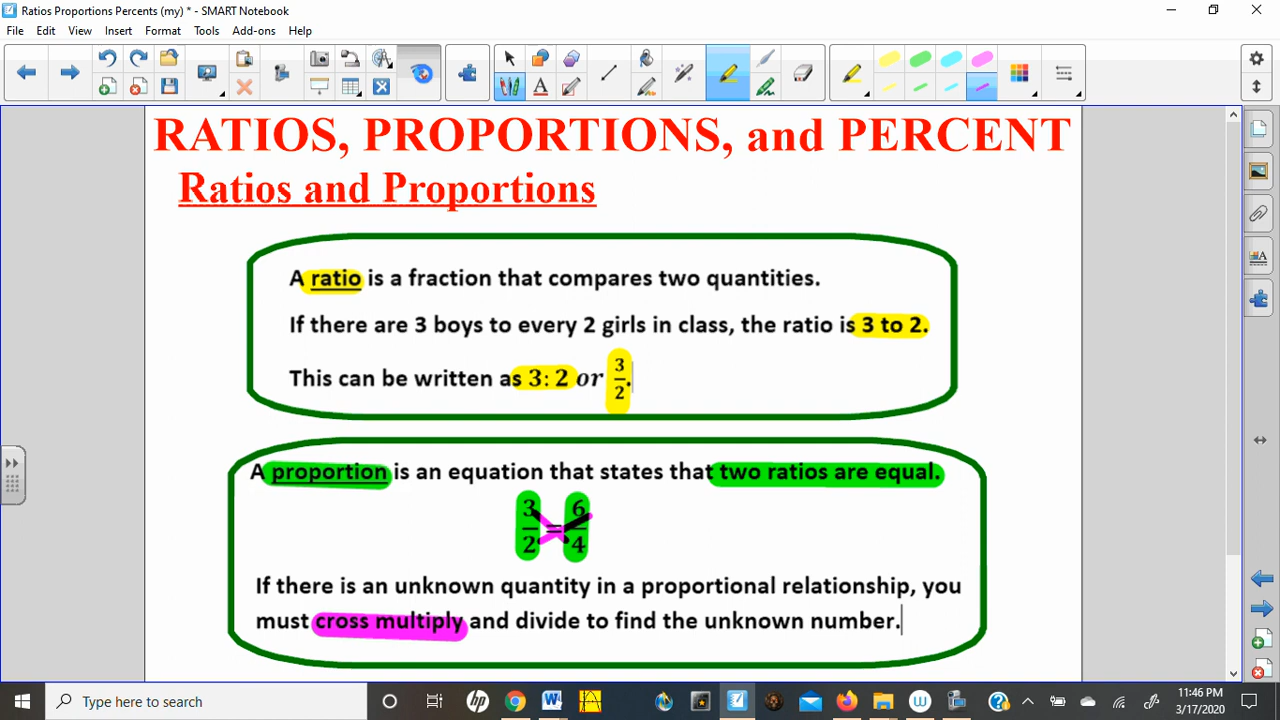 Ratios Proportions Percents (my) * - SMART Notebook
File Edit View Insert Format Tools Add-ons Help
RATIOS, PROPORTIONS, and PERCENT
Ratios and Proportions
A ratio is a fraction that compares two quantities.
If there are 3 boys to every 2 girls in class, the ratio is 3 to 2.
This can be written as 3:2 or 3/2.
A proportion is an equation that states that two ratios are equal.
3/2 = 6/4
If there is an unknown quantity in a proportional relationship, you
must cross multiply and divide to find the unknown number.
Type here to search
11:46 PM
3/17/2020